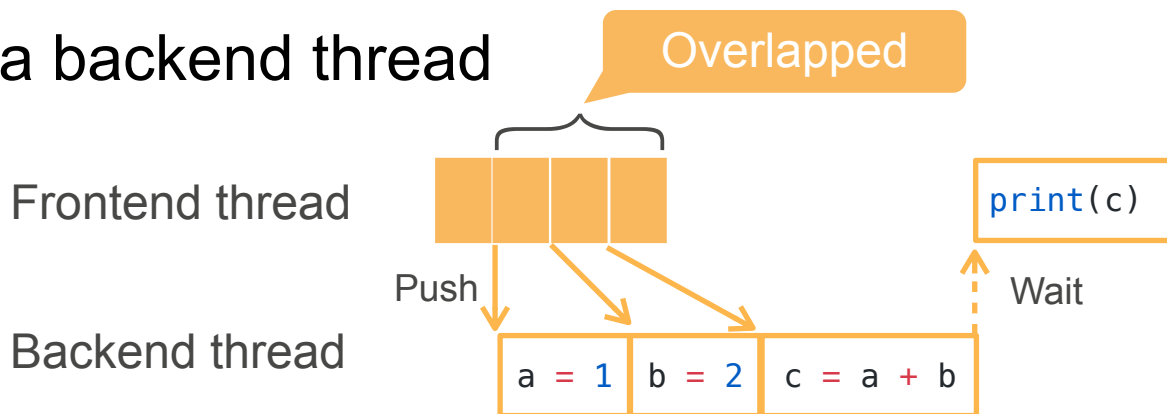 a backend thread
Overlapped
Frontend thread
print(c)
Push
Wait
Backend thread
a = 1
b = 2
c = a + b